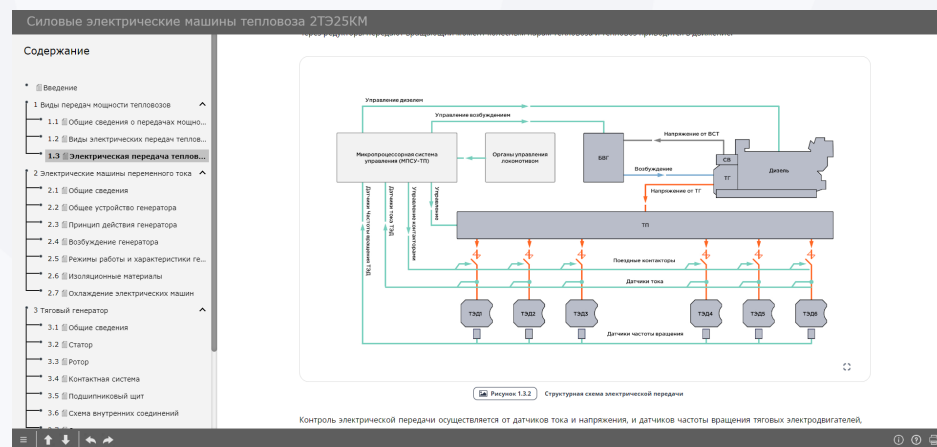 Силовые электрические машины тепловоза 2ТЭ25КМ
Содержание
Введение
1 Виды передач мощности тепловозов
1.1 Общие сведения о передачах мощно...
1.2 Виды электрических передач теплов...
1.3 Электрическая передача теплов...
2 Электрические машины переменного тока
2.1 Общие сведения
2.2 Общее устройство генератора
2.3 Принцип действия генератора
2.4 Возбуждение генератора
2.5 Режимы работы и характеристики ге...
2.6 Изоляционные материалы
2.7 Охлаждение электрических машин
3 Тяговый генератор
3.1 Общие сведения
3.2 Статор
3.3 Ротор
3.4 Контактная система
3.5 Подшипниковый щит
3.6 Схема внутренних соединений
Управление дизелем
Управление возбуждением
Микропроцессорная система
управления (МПСУ-ТП)
Органы управления
локомотивом
БВГ
Напряжение от ВСТ
Возбуждение
СВ
ТГ
Дизель
Напряжение от ТГ
Датчики частоты вращения ТЭД
Датчики тока ТЭД
Управление контакторами
Управление
ТП
Поездные контакторы
Датчики тока
ТЭД1
ТЭД2
ТЭД3
ТЭД4
ТЭД5
ТЭД6
Датчики частоты вращения
Рисунок 1.3.2 Структурная схема электрической передачи
Контроль электрической передачи осуществляется от датчиков тока и напряжения, и датчиков частоты вращения тяговых электродвигателей,